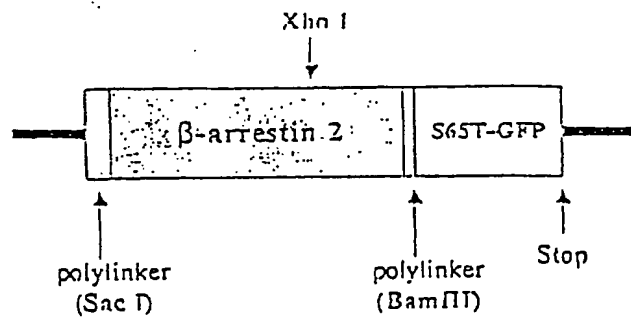 Xho I
β-arrestin 2
S65T-GFP
polylinker
(Sac I)
polylinker
(BamHI)
Stop